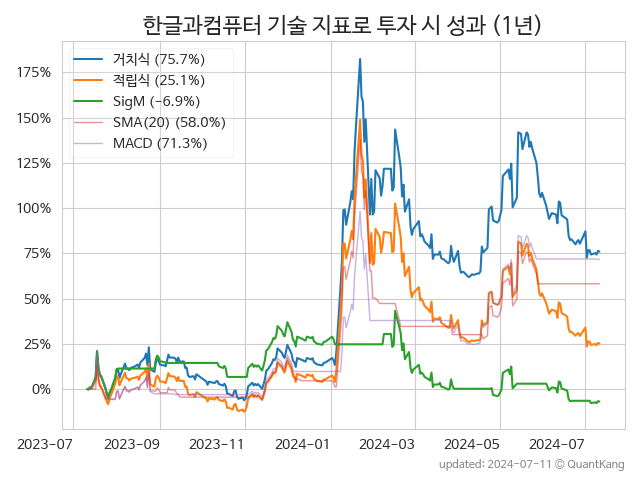 한글과컴퓨터 기술 지표로 투자 시 성과 (1년)
거치식 (75.7%)
적립식 (25.1%)
SigM (-6.9%)
SMA(20) (58.0%)
MACD (71.3%)
175%
150%
125%
100%
75%
50%
25%
0%
2023-07 2023-09 2023-11 2024-01 2024-03 2024-05 2024-07
updated: 2024-07-11 © QuantKang